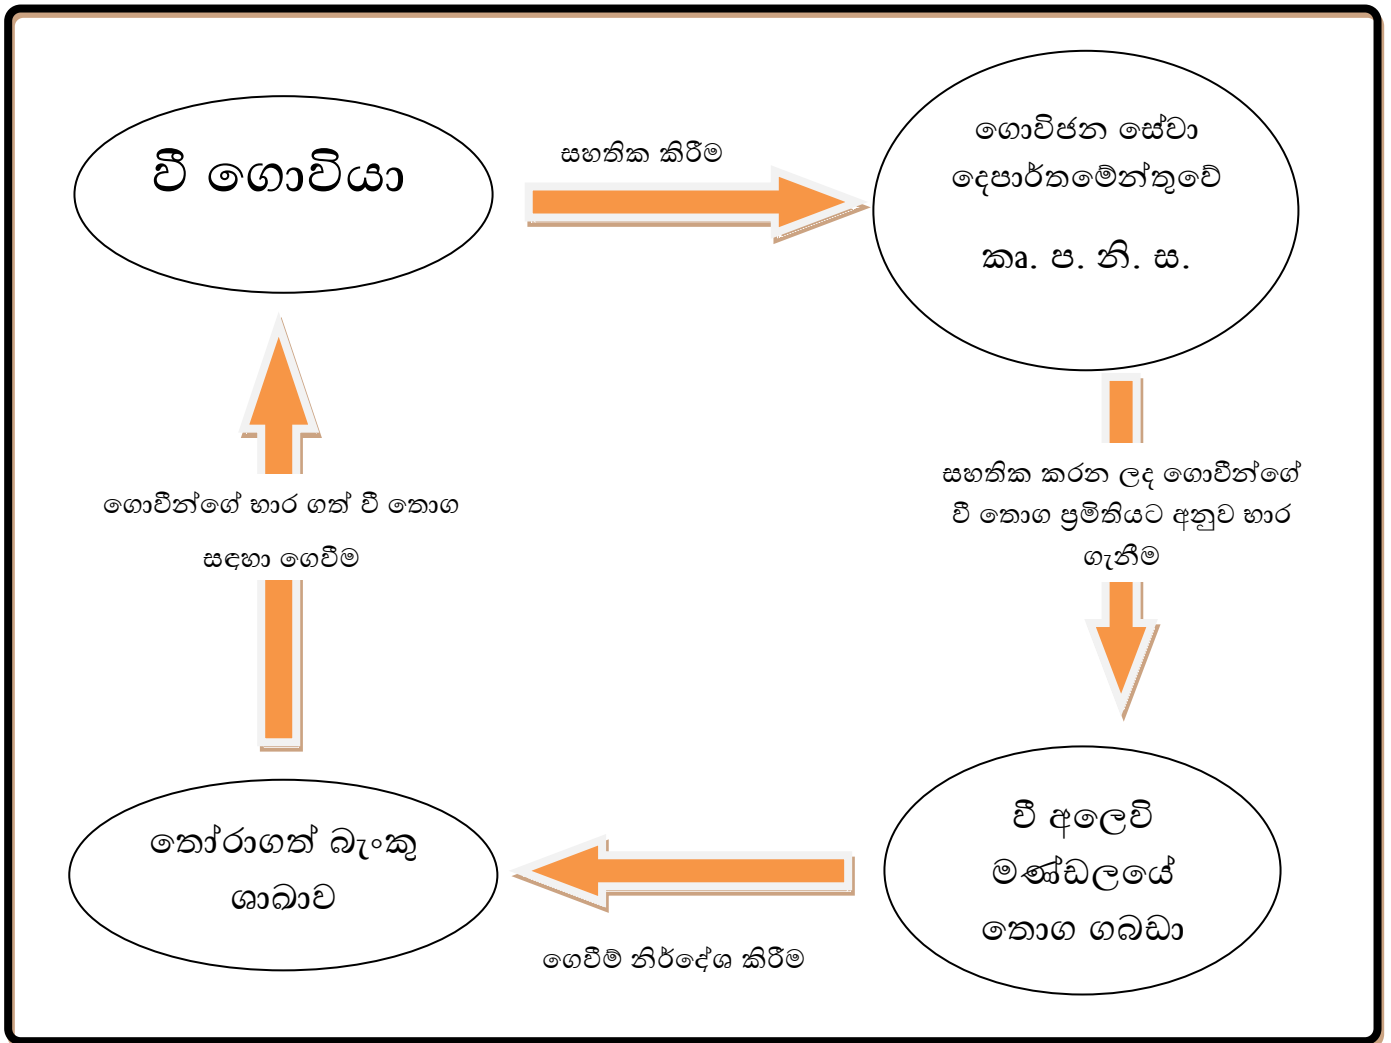 වී ගොවියා
සහතික කිරීම
ගොවිජන සේවා
දෙපාර්තමේන්තුවේ
කෘ. ප. නි. ස.
සහතික කරන ලද ගොවීන්ගේ
වී තොග ප්‍රමිතියට අනුව භාර
ගැනීම
වී අලෙවි
මණ්ඩලයේ
තොග ගබඩා
ගෙවීම් නිර්දේශ කිරීම
තෝරාගත් බැංකු
ශාඛාව
ගොවීන්ගේ භාර ගත් වී තොග
සඳහා ගෙවීම